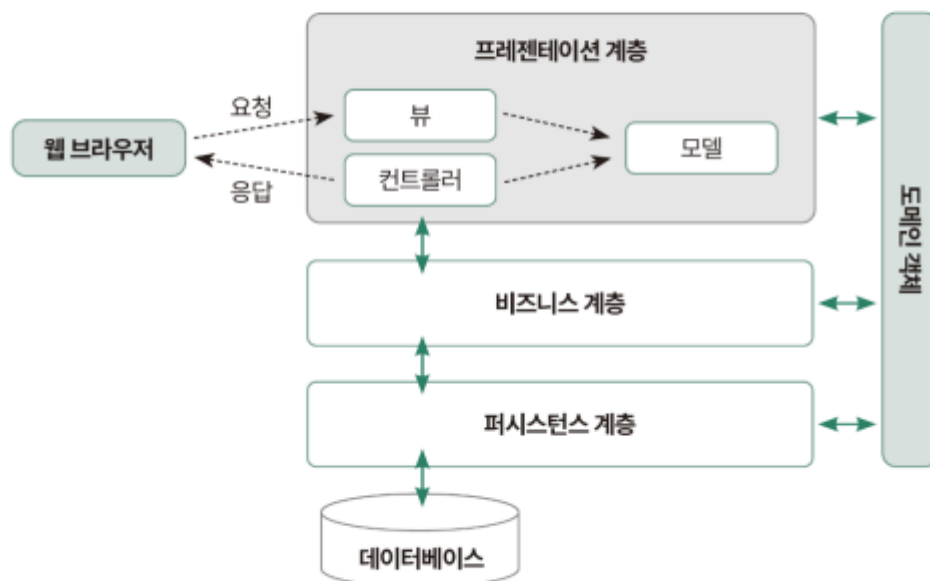 프레젠테이션 계층
요청
뷰
웹 브라우저
모델
컨트롤러
응답
도메인 객체
비즈니스 계층
퍼시스턴스 계층
데이터베이스